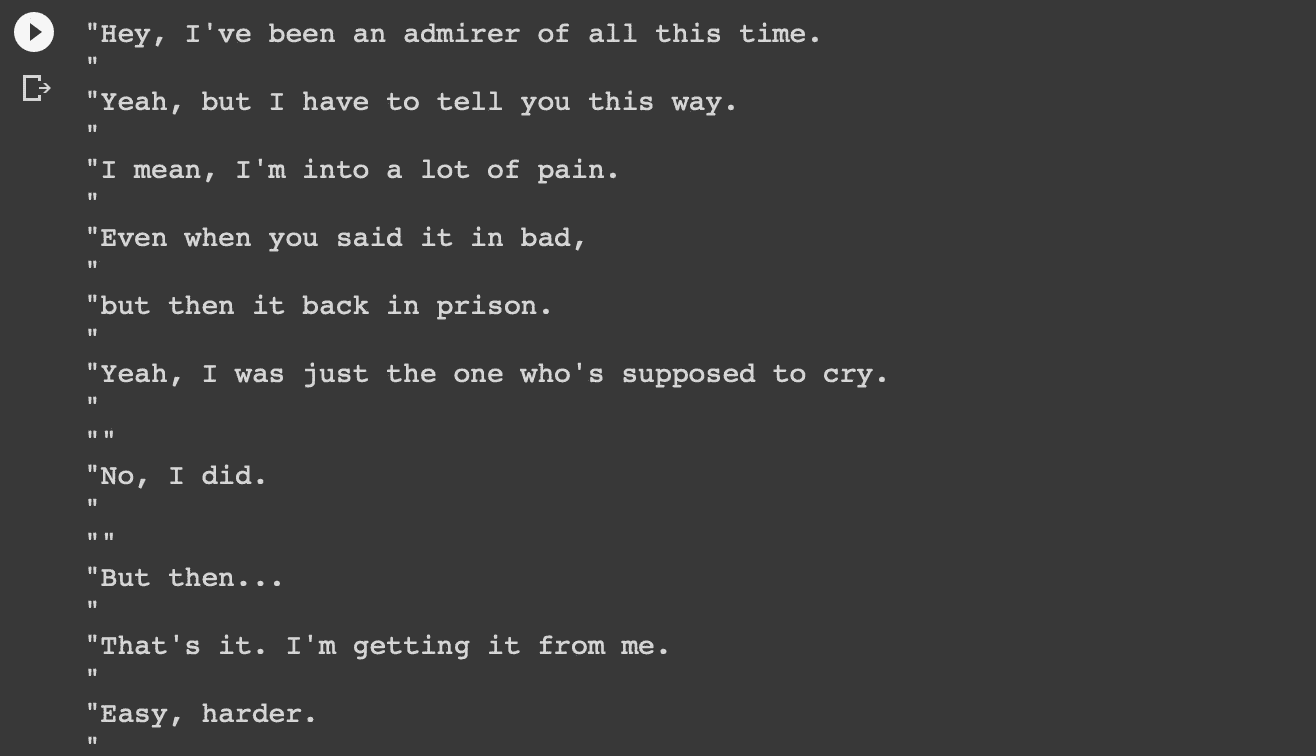 "Hey, I've been an admirer of all this time.
"
"Yeah, but I have to tell you this way.
"
"I mean, I'm into a lot of pain.
"
"Even when you said it in bad,
"
"but then it back in prison.
"
"Yeah, I was just the one who's supposed to cry.
"
""
"No, I did.
"
""
"But then...
"
"That's it. I'm getting it from me.
"
"Easy, harder.
"